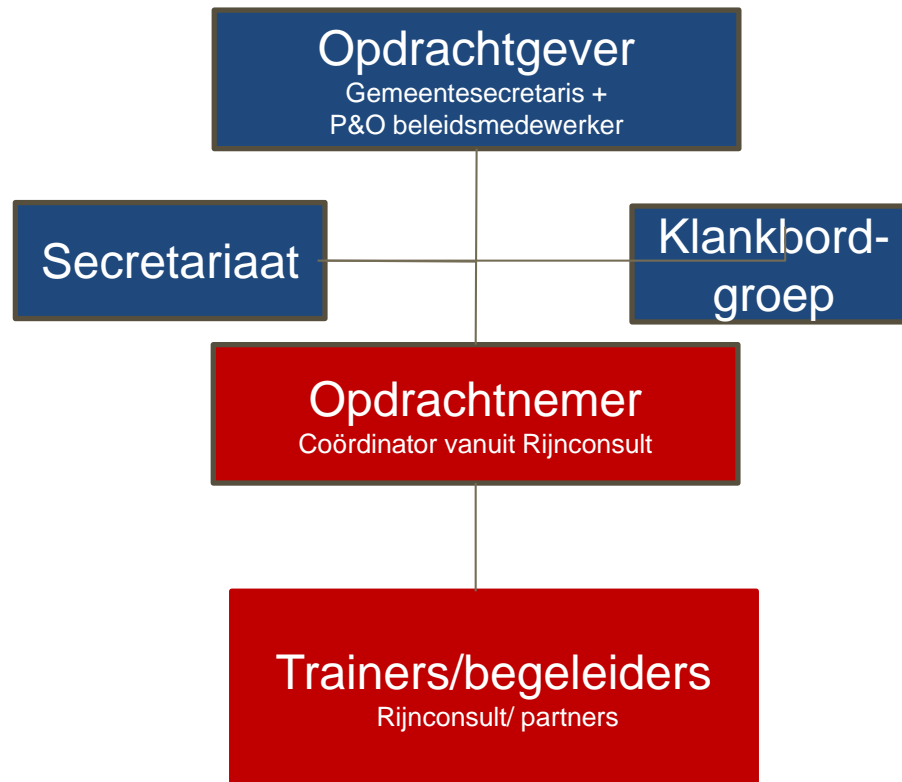 Opdrachtgever
Gemeentesecretaris +
P&O beleidsmedewerker
Secretariaat
Klankbord-
groep
Opdrachtnemer
Coördinator vanuit Rijnconsult
Trainers/begeleiders
Rijnconsult/ partners